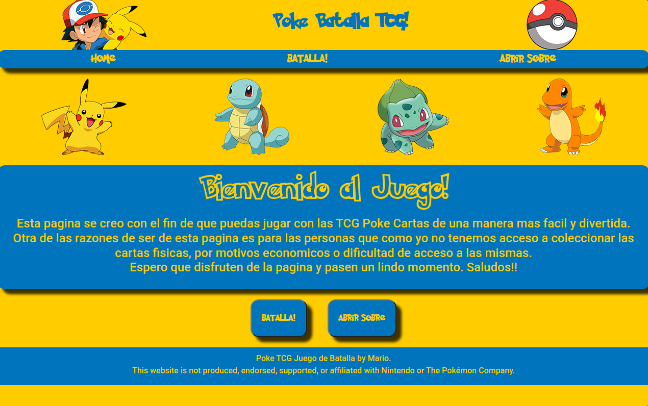 Poke Batalla TCG!
Home
BATALLA!
ABRIR SOBRE
Bienvenido al Juego!
Esta pagina se creo con el fin de que puedas jugar con las TCG Poke Cartas de una manera mas facil y divertida.
Otra de las razones de ser de esta pagina es para las personas que como yo no tenemos acceso a coleccionar las
cartas fisicas, por motivos economicos o dificultad de acceso a las mismas.
Espero que disfruten de la pagina y pasen un lindo momento. Saludos!!
BATALLA!
ABRIR SOBRE
Poke TCG Juego de Batalla by Mario.
This website is not produced, endorsed, supported, or affiliated with Nintendo or The Pokémon Company.